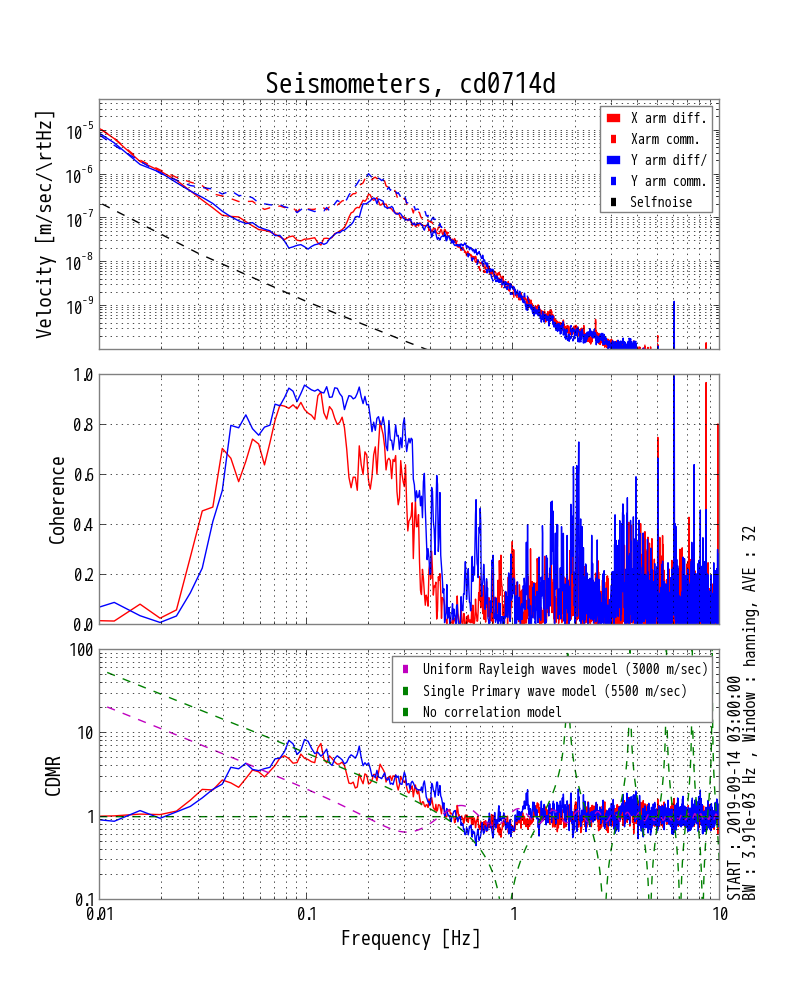 Seismometers, cd0714d
Velocity [m/sec/\rtHz]
10^-5
10^-6
10^-7
10^-8
10^-9
X arm diff.
Xarm comm.
Y arm diff/
Y arm comm.
Selfnoise
Coherence
1.0
0.8
0.6
0.4
0.2
0.0
CDMR
100
10
1
0.1
Uniform Rayleigh waves model (3000 m/sec)
Single Primary wave model (5500 m/sec)
No correlation model
0.01
0.1
1
10
Frequency [Hz]
START : 2019-09-14 03:00:00
BW : 3.91e-03 Hz , Window : hanning, AVE : 32